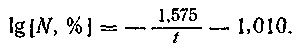 lg [N, %] = − 1,575/t − 1,010.